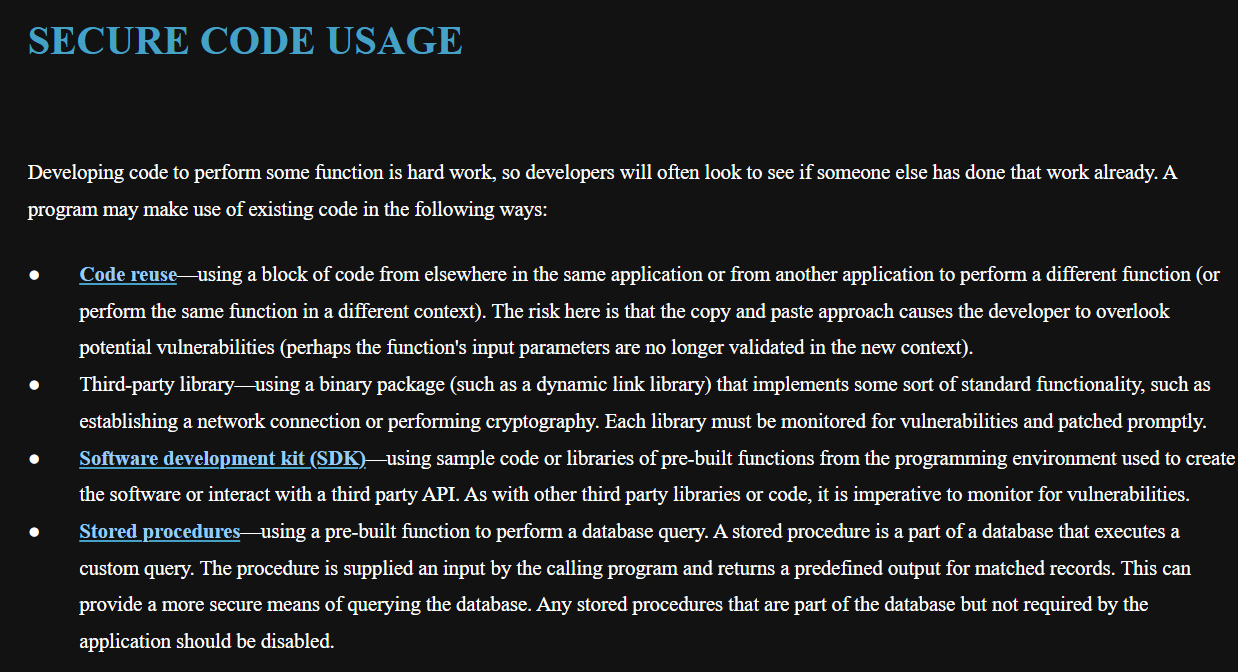 SECURE CODE USAGE
Developing code to perform some function is hard work, so developers will often look to see if someone else has done that work already. A
program may make use of existing code in the following ways:
● Code reuse—using a block of code from elsewhere in the same application or from another application to perform a different function (or
perform the same function in a different context). The risk here is that the copy and paste approach causes the developer to overlook
potential vulnerabilities (perhaps the function's input parameters are no longer validated in the new context).
● Third-party library—using a binary package (such as a dynamic link library) that implements some sort of standard functionality, such as
establishing a network connection or performing cryptography. Each library must be monitored for vulnerabilities and patched promptly.
● Software development kit (SDK)—using sample code or libraries of pre-built functions from the programming environment used to create
the software or interact with a third party API. As with other third party libraries or code, it is imperative to monitor for vulnerabilities.
● Stored procedures—using a pre-built function to perform a database query. A stored procedure is a part of a database that executes a
custom query. The procedure is supplied an input by the calling program and returns a predefined output for matched records. This can
provide a more secure means of querying the database. Any stored procedures that are part of the database but not required by the
application should be disabled.